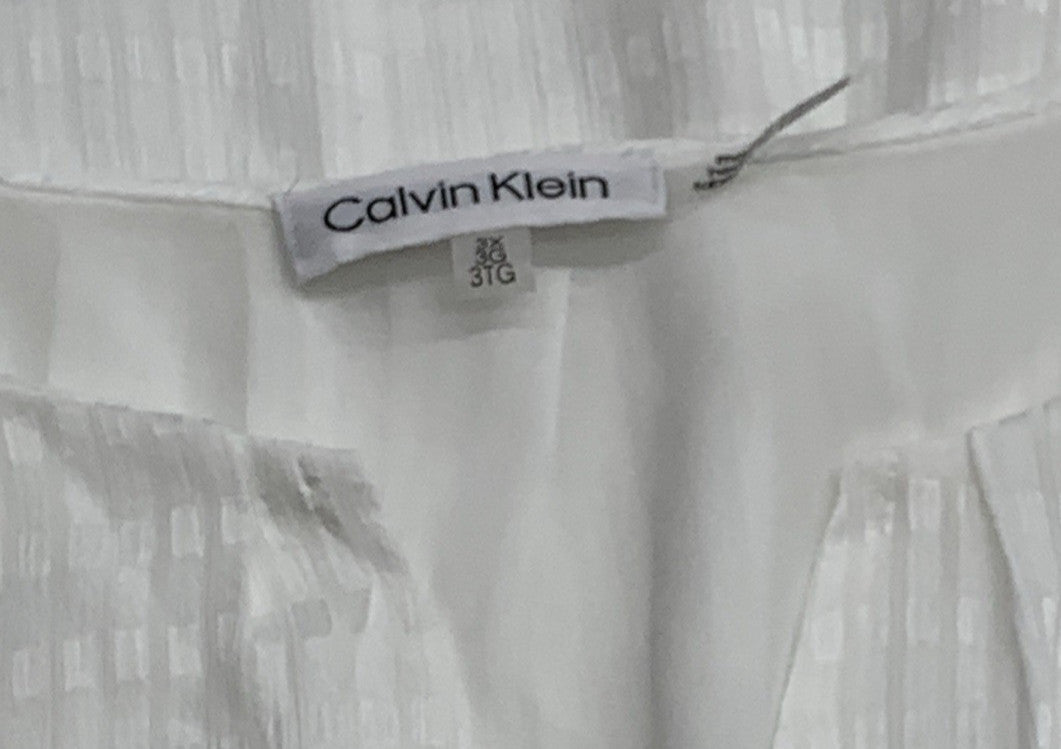 Calvin Klein
3X
3G
3TG